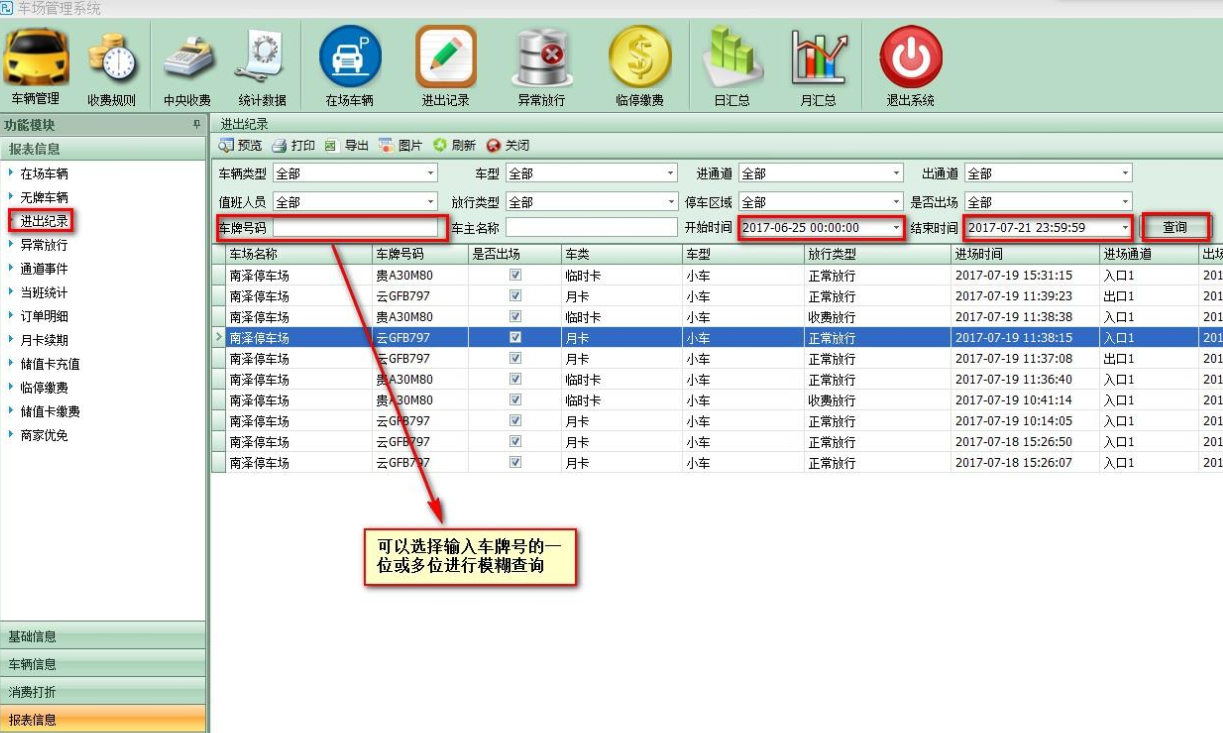 车场管理系统
车辆管理 收费规则 中央收费 统计数据 在场车辆 进出记录 异常放行 临停缴费 日汇总 月汇总 退出系统
功能模块
报表信息
在场车辆
无牌车辆
进出纪录
异常放行
通道事件
当班统计
订单明细
月卡续期
储值卡充值
临停缴费
储值卡缴费
商家优免
基础信息
车辆信息
消费打折
报表信息
进出纪录
预览 打印 导出 图片 刷新 关闭
车辆类型 全部 车型 全部 进通道 全部 出通道 全部
值班人员 全部 放行类型 全部 停车区域 全部 是否出场 全部
车牌号码 车主名称 开始时间 2017-06-25 00:00:00 结束时间 2017-07-21 23:59:59 查询
车场名称 车牌号码 是否出场 车类 车型 放行类型 进场时间 进场通道 出场
南泽停车场 贵A30M80 临时卡 小车 正常放行 2017-07-19 15:31:15 入口1 201
南泽停车场 云GFB797 月卡 小车 正常放行 2017-07-19 11:39:23 出口1 201
南泽停车场 贵A30M80 临时卡 小车 收费放行 2017-07-19 11:38:38 入口1 201
南泽停车场 云GFB797 月卡 小车 正常放行 2017-07-19 11:38:15 入口1 201
南泽停车场 云GFB797 月卡 小车 正常放行 2017-07-19 11:37:08 出口1 201
南泽停车场 贵A30M80 临时卡 小车 正常放行 2017-07-19 11:36:40 入口1 201
南泽停车场 贵A30M80 临时卡 小车 收费放行 2017-07-19 10:41:14 入口1 201
南泽停车场 云GFB797 月卡 小车 正常放行 2017-07-19 10:14:05 入口1 201
南泽停车场 云GFB797 月卡 小车 正常放行 2017-07-18 15:26:50 入口1 201
南泽停车场 云GFB797 月卡 小车 正常放行 2017-07-18 15:26:07 入口1 201
可以选择输入车牌号的一
位或多位进行模糊查询